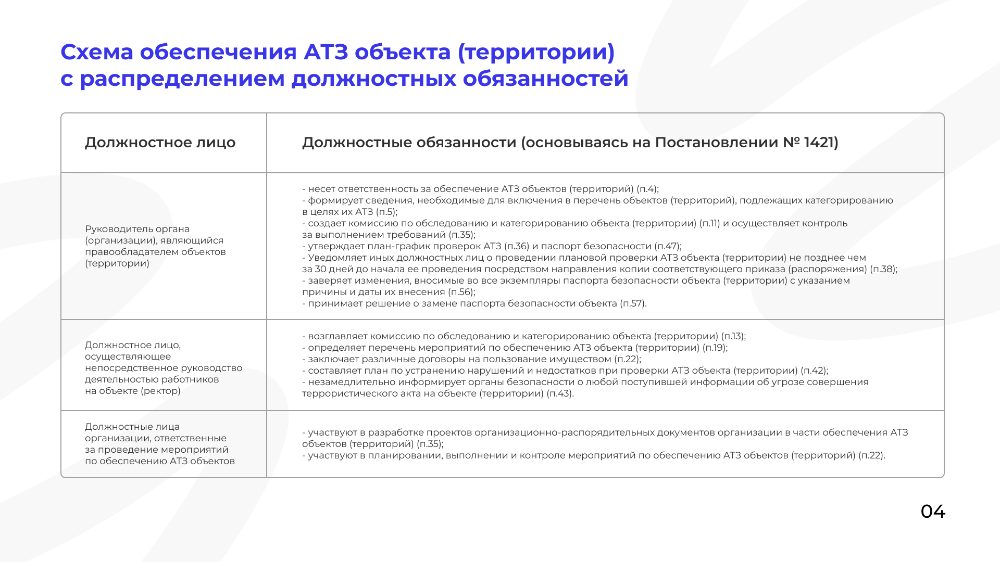 Схема обеспечения АТЗ объекта (территории)
с распределением должностных обязанностей
Должностное лицо
Должностные обязанности (основываясь на Постановлении № 1421)
Руководитель органа
(организации), являющийся
правообладателем объектов
(территории)
- несет ответственность за обеспечение АТЗ объектов (территорий) (п.4);
- формирует сведения, необходимые для включения в перечень объектов (территорий), подлежащих категорированию
в целях их АТЗ (п.5);
- создает комиссию по обследованию и категорированию объекта (территории) (п.11) и осуществляет контроль
за выполнением требований (п.35);
- утверждает план-график проверок АТЗ (п.36) и паспорт безопасности (п.47);
- Уведомляет иных должностных лиц о проведении плановой проверки АТЗ объекта (территории) не позднее чем
за 30 дней до начала ее проведения посредством направления копии соответствующего приказа (распоряжения) (п.38);
- заверяет изменения, вносимые во все экземпляры паспорта безопасности объекта (территории) с указанием
причины и даты их внесения (п.56);
- принимает решение о замене паспорта безопасности объекта (п.57).
Должностное лицо,
осуществляющее
непосредственное руководство
деятельностью работников
на объекте (ректор)
- возглавляет комиссию по обследованию и категорированию объекта (территории) (п.13);
- определяет перечень мероприятий по обеспечению АТЗ объекта (территории) (п.19);
- заключает различные договоры на пользование имуществом (п.22);
- составляет план по устранению нарушений и недостатков при проверки АТЗ объекта (территории) (п.42);
- незамедлительно информирует органы безопасности о любой поступившей информации об угрозе совершения
террористического акта на объекте (территории) (п.43).
Должностные лица
организации, ответственные
за проведение мероприятий
по обеспечению АТЗ объектов
- участвуют в разработке проектов организационно-распорядительных документов организации в части обеспечения АТЗ
объектов (территорий) (п.35);
- участвуют в планировании, выполнении и контроле мероприятий по обеспечению АТЗ объектов (территорий) (п.22).
04